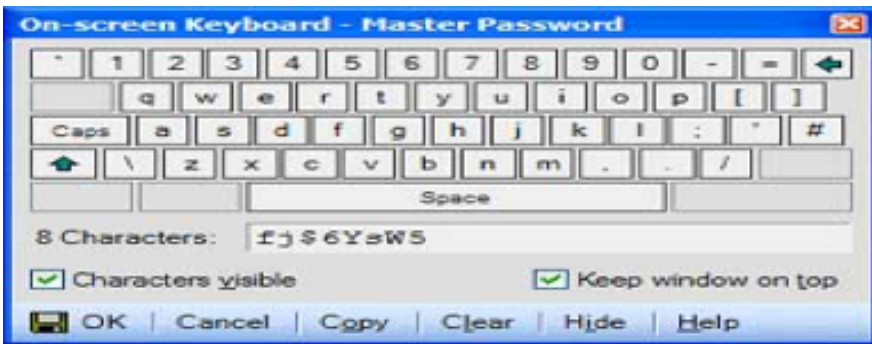 On-screen Keyboard - Master Password
` 1 2 3 4 5 6 7 8 9 0 - =
q w e r t y u i o p [ ]
Caps a s d f g h j k l ; ' #
\ z x c v b n m , . /
Space
8 Characters: fj$6YsW5
Characters visible Keep window on top
OK | Cancel | Copy | Clear | Hide | Help